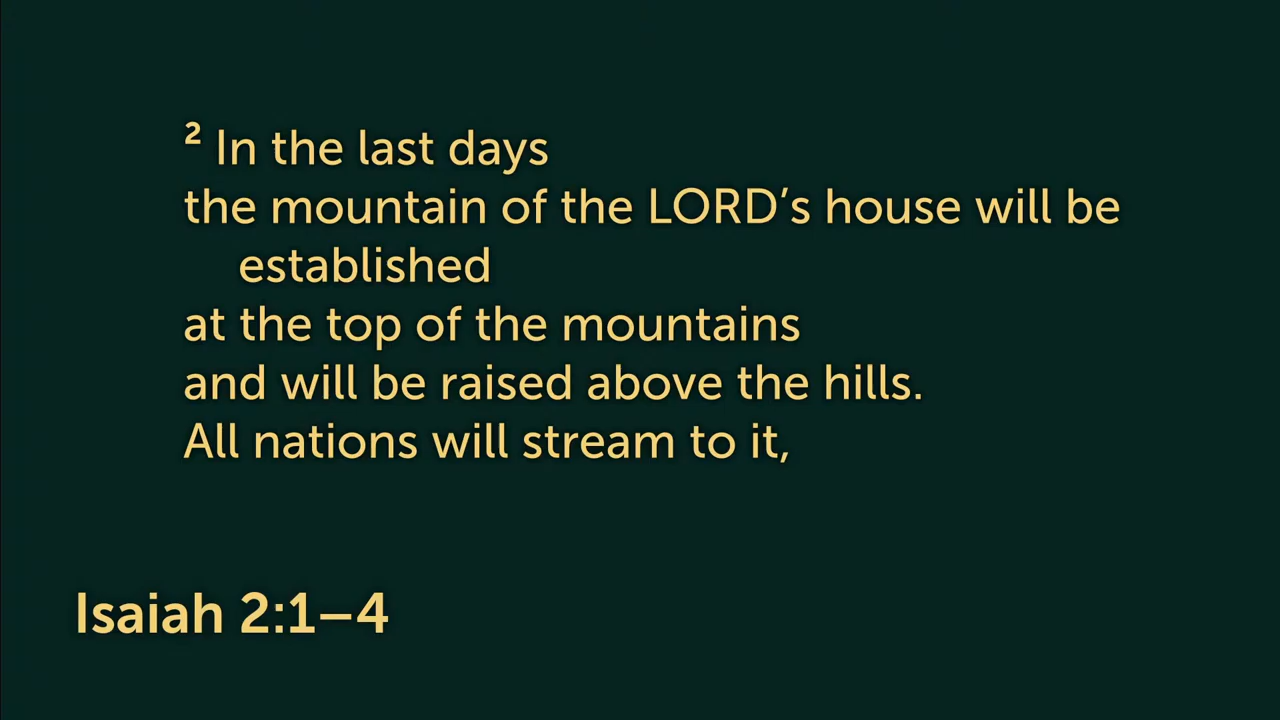 ² In the last days
the mountain of the LORD’s house will be
established
at the top of the mountains
and will be raised above the hills.
All nations will stream to it,
Isaiah 2:1–4